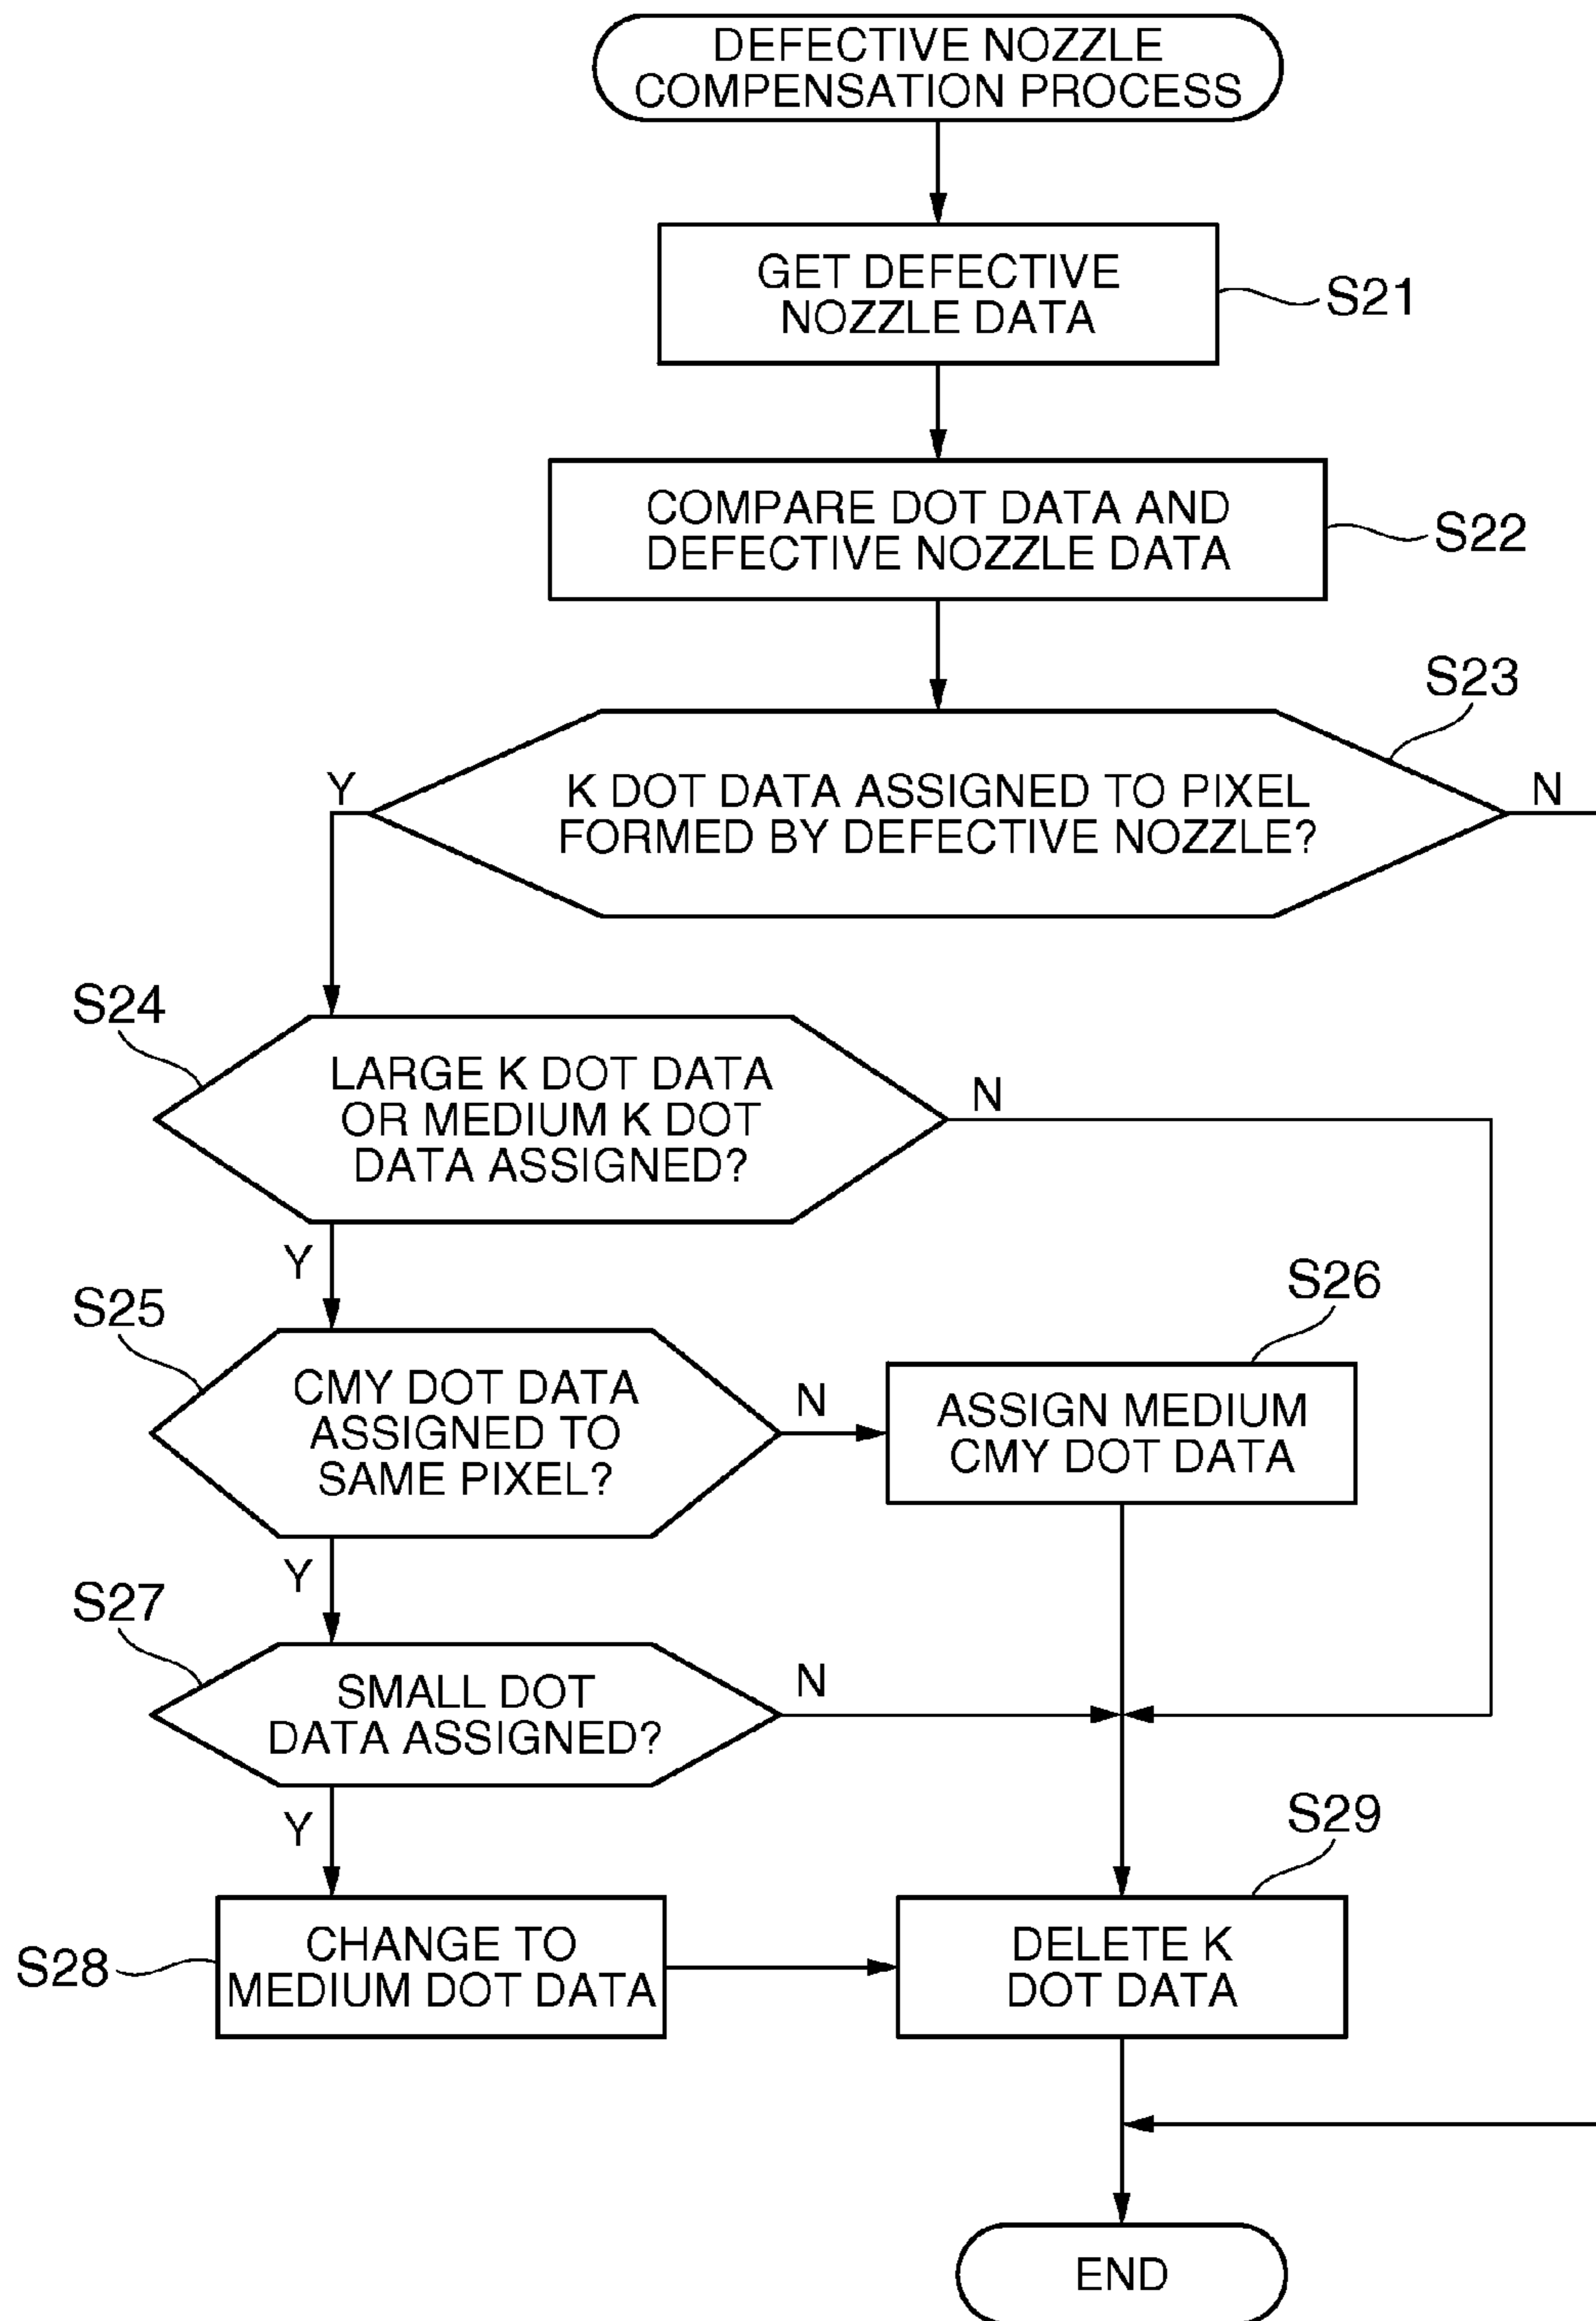 DEFECTIVE NOZZLE
COMPENSATION PROCESS
GET DEFECTIVE
NOZZLE DATA
S21
COMPARE DOT DATA AND
DEFECTIVE NOZZLE DATA
S22
S23
K DOT DATA ASSIGNED TO PIXEL
FORMED BY DEFECTIVE NOZZLE?
Y
N
S24
LARGE K DOT DATA
OR MEDIUM K DOT
DATA ASSIGNED?
N
Y
S25
CMY DOT DATA
ASSIGNED TO
SAME PIXEL?
N
S26
ASSIGN MEDIUM
CMY DOT DATA
Y
S27
SMALL DOT
DATA ASSIGNED?
N
Y
S28
CHANGE TO
MEDIUM DOT DATA
S29
DELETE K
DOT DATA
END